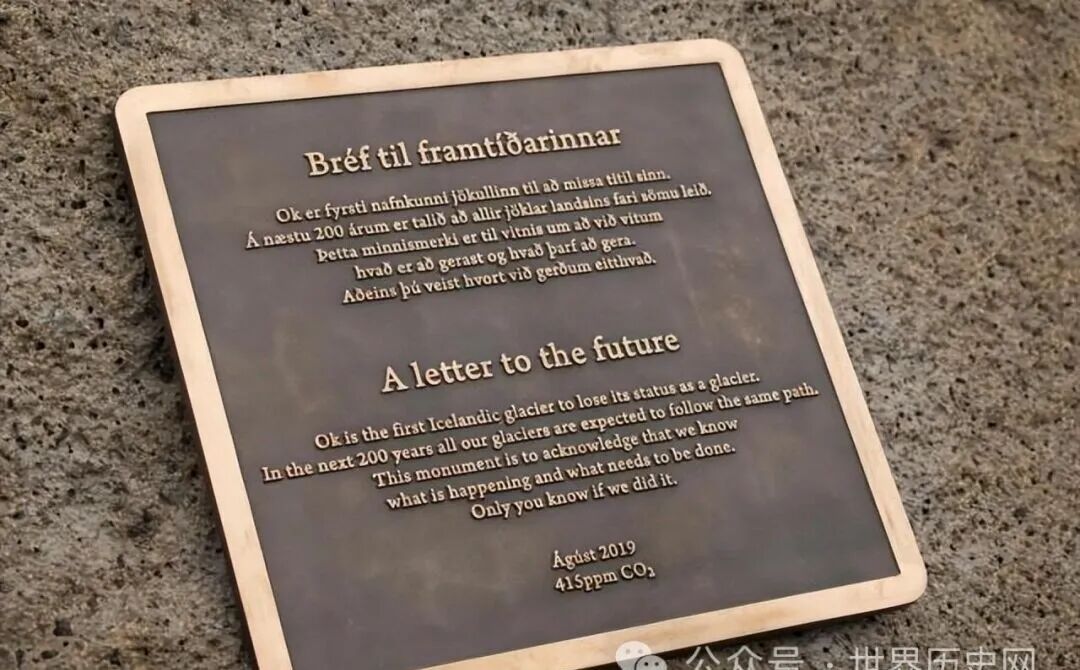 Bréf til framtíðarinnar
Ok er fyrsti nafnkunni jökullinn til að missa titil sinn.
Á næstu 200 árum er talið að allir jöklar landsins fari sömu leið.
Þetta minnismerki er til vitnis um að við vitum
hvað er að gerast og hvað þarf að gera.
Aðeins þú veist hvort við gerðum eitthvað.
A letter to the future
Ok is the first Icelandic glacier to lose its status as a glacier.
In the next 200 years all our glaciers are expected to follow the same path.
This monument is to acknowledge that we know
what is happening and what needs to be done.
Only you know if we did it.
Ágúst 2019
415ppm CO₂
公众号 · 世界历史网